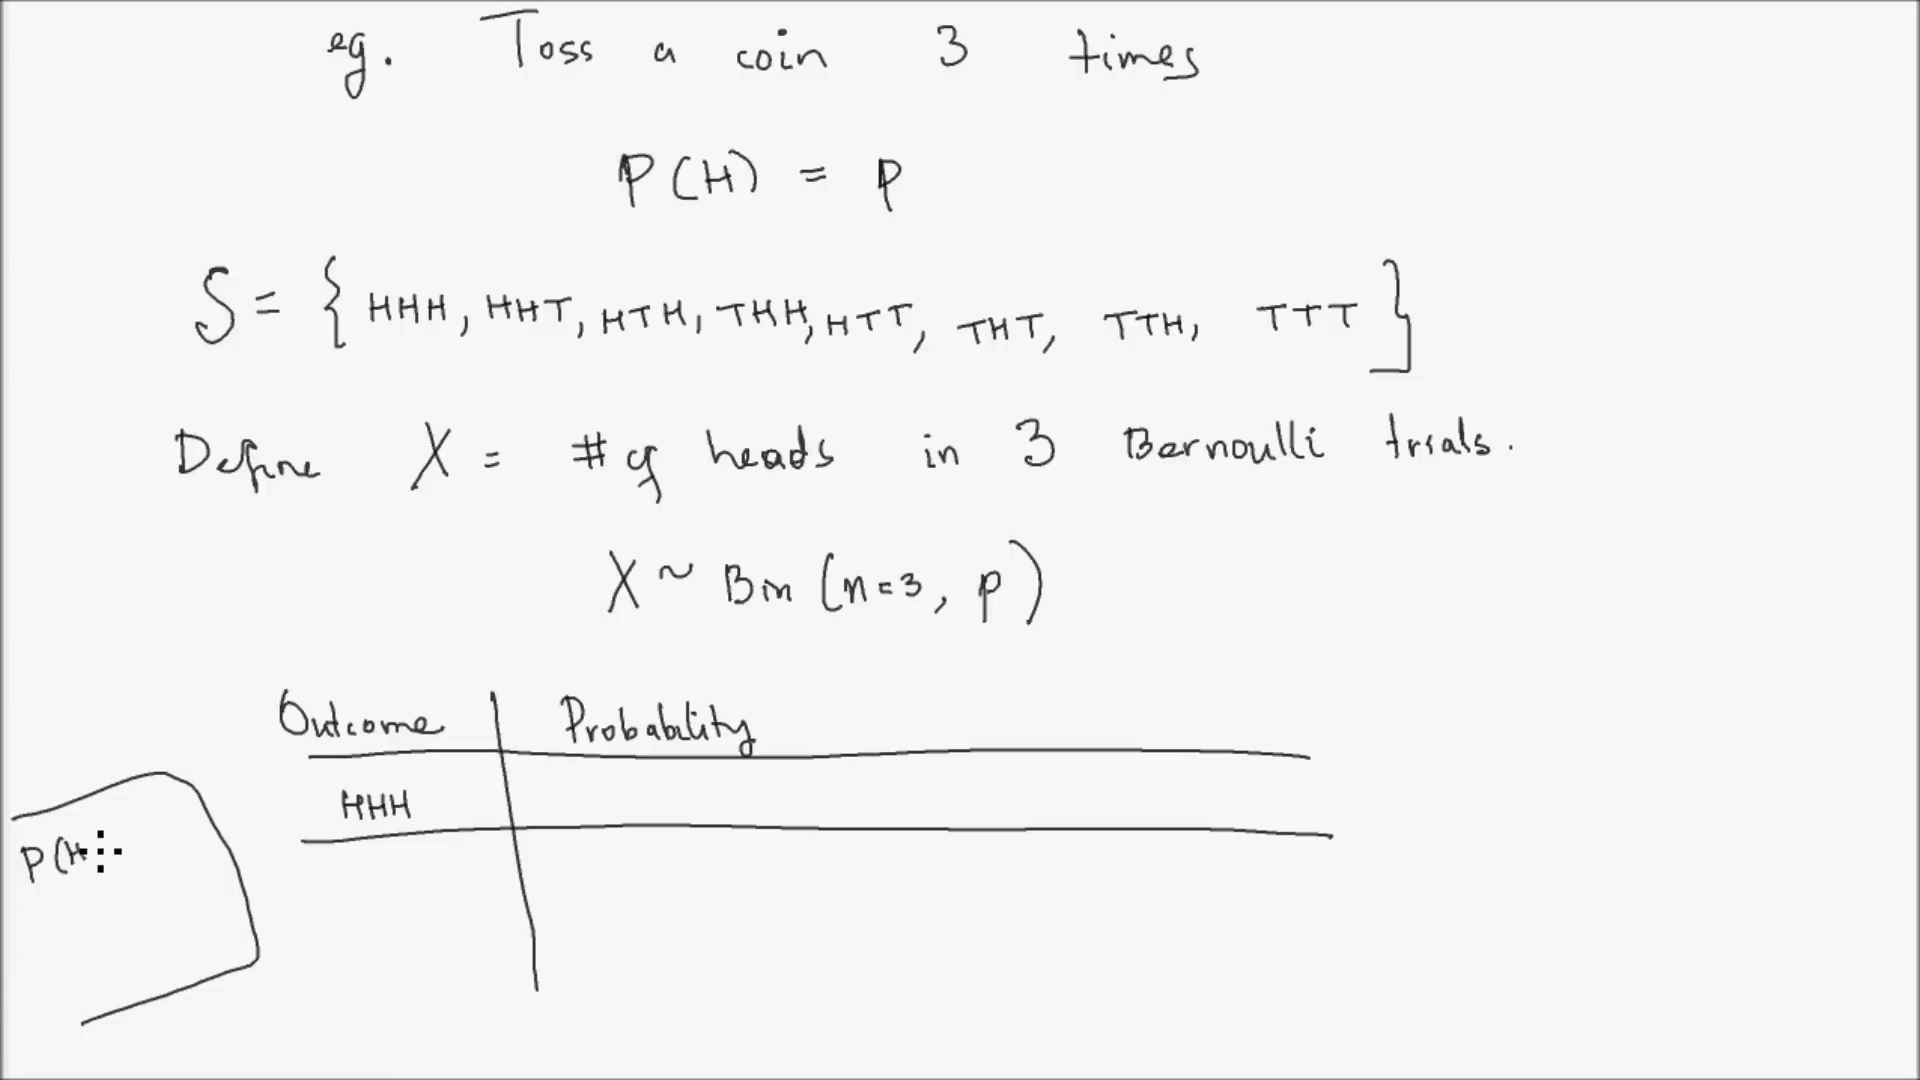 eg. Toss a coin 3 times
P(H) = p
S = { HHH, HHT, HTH, THH, HTT, THT, TTH, TTT }
Define X = # of heads in 3 Bernoulli trials.
X ~ Bin (n=3, p)
Outcome Probability
HHH
P(H